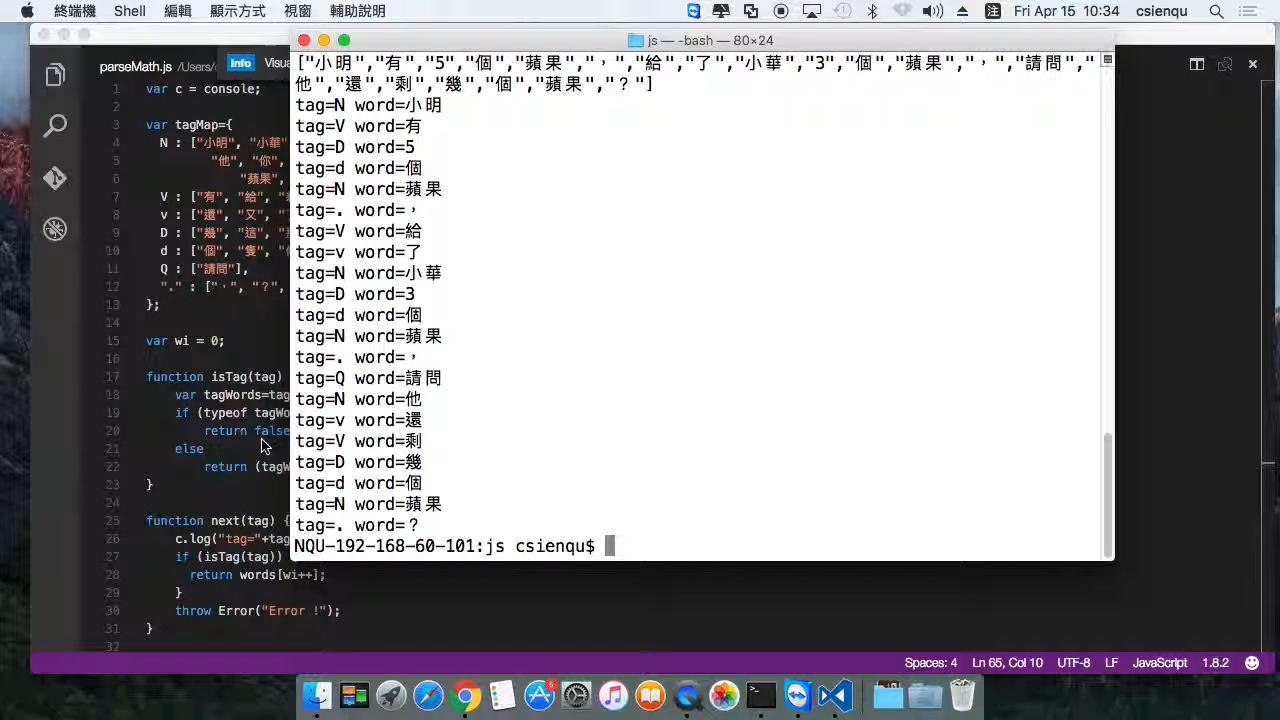 終端機 Shell 編輯 顯示方式 視窗 輔助說明 Fri Apr 15 10:34 csienqu
js — -bash — 80×24
["小明","有","5","個","蘋果",",","給","了","小華","3","個","蘋果",",","請問","
他","還","剩","幾","個","蘋果","?"]
tag=N word=小明
tag=V word=有
tag=D word=5
tag=d word=個
tag=N word=蘋果
tag=. word=,
tag=V word=給
tag=v word=了
tag=N word=小華
tag=D word=3
tag=d word=個
tag=N word=蘋果
tag=. word=,
tag=Q word=請問
tag=N word=他
tag=v word=還
tag=V word=剩
tag=D word=幾
tag=d word=個
tag=N word=蘋果
tag=. word=?
NQU-192-168-60-101:js csienqu$
parseMath.js /Users/
Info
1 var c = console;
2
3 var tagMap={
4 N : ["小明", "小華"
5 "他", "你",
6 "蘋果",
7 V : ["有", "給",
8 v : ["還", "又",
9 D : ["幾", "這",
10 d : ["個", "隻",
11 Q : ["請問"],
12 "." : [",", "?",
13 };
14
15 var wi = 0;
16
17 function isTag(tag)
18 var tagWords=tag
19 if (typeof tagWo
20 return false
21 else
22 return (tagW
23 }
24
25 function next(tag) {
26 c.log("tag="+tag
27 if (isTag(tag))
28 return words[wi++];
29 }
30 throw Error("Error !");
31 }
32
Spaces: 4 Ln 65, Col 10 UTF-8 LF JavaScript 1.8.2